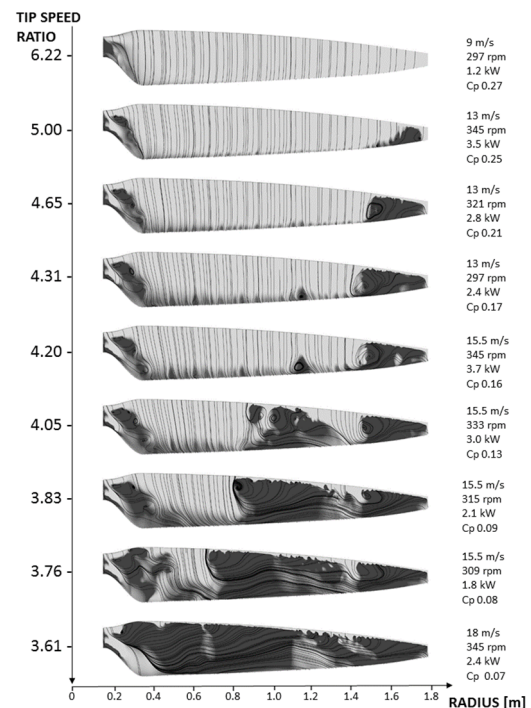 TIP SPEED
RATIO
6.22
9 m/s
297 rpm
1.2 kW
Cp 0.27
5.00
13 m/s
345 rpm
3.5 kW
Cp 0.25
4.65
13 m/s
321 rpm
2.8 kW
Cp 0.21
4.31
13 m/s
297 rpm
2.4 kW
Cp 0.17
4.20
15.5 m/s
345 rpm
3.7 kW
Cp 0.16
4.05
15.5 m/s
333 rpm
3.0 kW
Cp 0.13
3.83
15.5 m/s
315 rpm
2.1 kW
Cp 0.09
3.76
15.5 m/s
309 rpm
1.8 kW
Cp 0.08
3.61
18 m/s
345 rpm
2.4 kW
Cp 0.07
0 0.2 0.4 0.6 0.8 1.0 1.2 1.4 1.6 1.8
RADIUS [m]